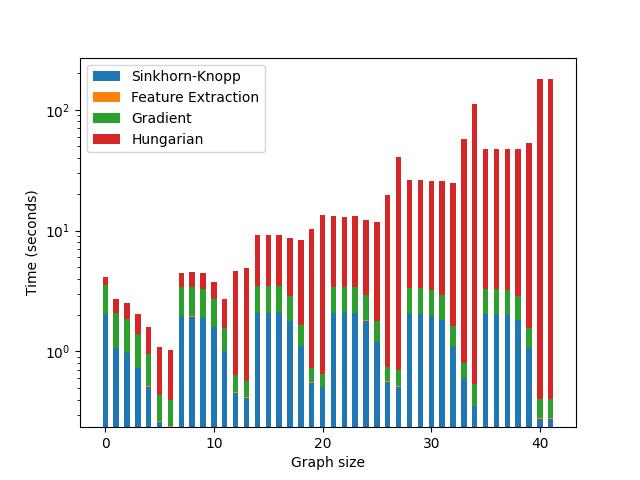 Sinkhorn-Knopp
Feature Extraction
Gradient
Hungarian
10²
10¹
10⁰
Time (seconds)
0 10 20 30 40
Graph size